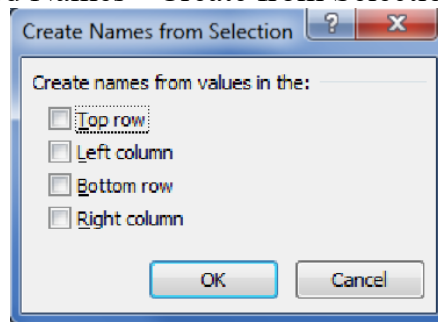 Create Names from Selection
Create names from values in the:
Top row
Left column
Bottom row
Right column
OK
Cancel